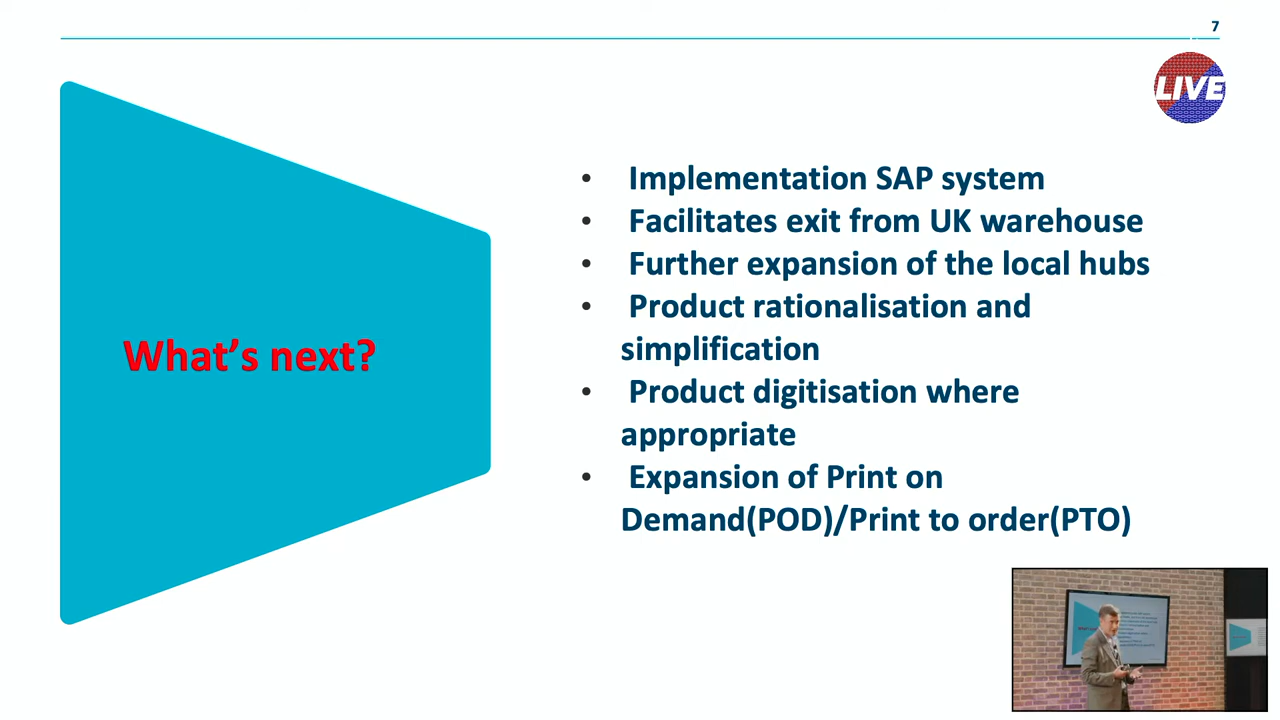 7
LIVE
What's next?
• Implementation SAP system
• Facilitates exit from UK warehouse
• Further expansion of the local hubs
• Product rationalisation and
simplification
• Product digitisation where
appropriate
• Expansion of Print on
Demand(POD)/Print to order(PTO)